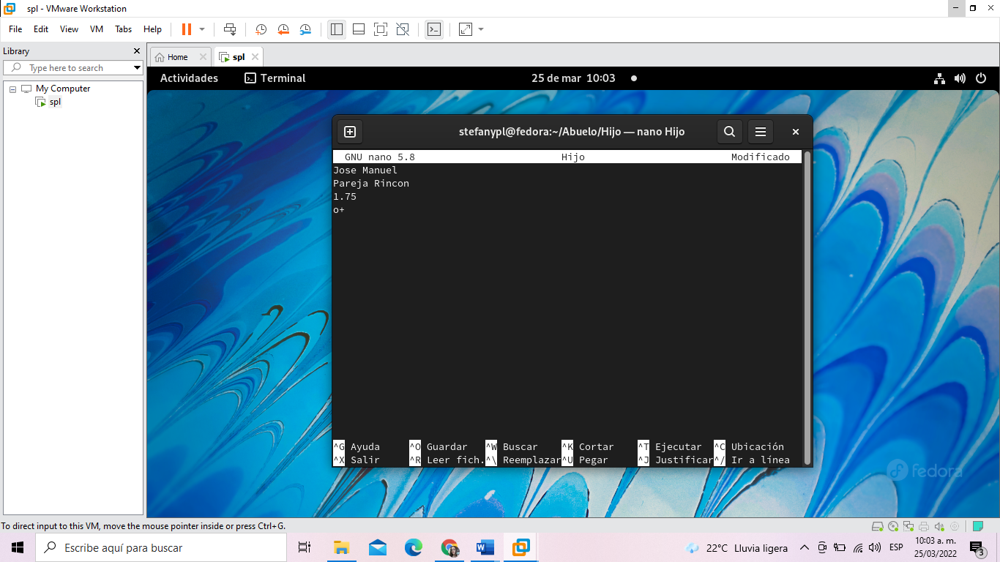 spl - VMware Workstation
File Edit View VM Tabs Help
Library
Type here to search
My Computer
spl
Home
spl
Actividades
Terminal
25 de mar 10:03
stefanypl@fedora:~/Abuelo/Hijo — nano Hijo
GNU nano 5.8 Hijo Modificado
Jose Manuel
Pareja Rincon
1.75
o+
^G Ayuda ^O Guardar ^W Buscar ^K Cortar ^T Ejecutar ^C Ubicación
^X Salir ^R Leer fich. ^\ Reemplazar ^U Pegar ^J Justificar ^/ Ir a línea
fedora
To direct input to this VM, move the mouse pointer inside or press Ctrl+G.
Escribe aquí para buscar
22°C Lluvia ligera
ESP
10:03 a. m.
25/03/2022
3